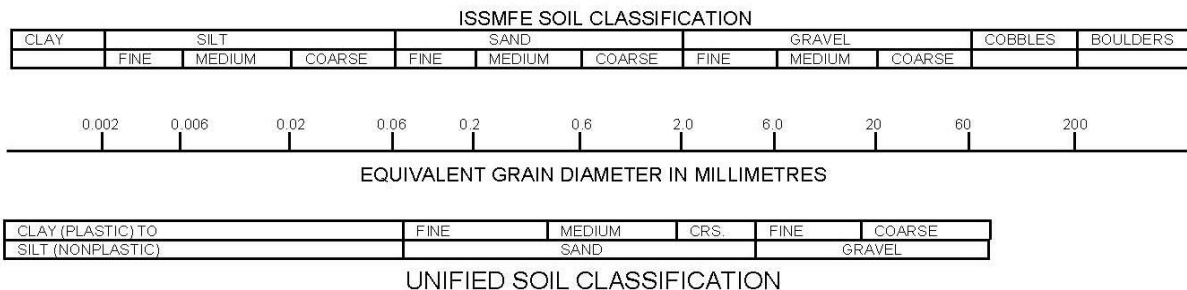 ISSMFE SOIL CLASSIFICATION
CLAY SILT SAND GRAVEL COBBLES BOULDERS
FINE MEDIUM COARSE FINE MEDIUM COARSE FINE MEDIUM COARSE
0.002 0.006 0.02 0.06 0.2 0.6 2.0 6.0 20 60 200
EQUIVALENT GRAIN DIAMETER IN MILLIMETRES
CLAY (PLASTIC) TO FINE MEDIUM CRS. FINE COARSE
SILT (NONPLASTIC) SAND GRAVEL
UNIFIED SOIL CLASSIFICATION